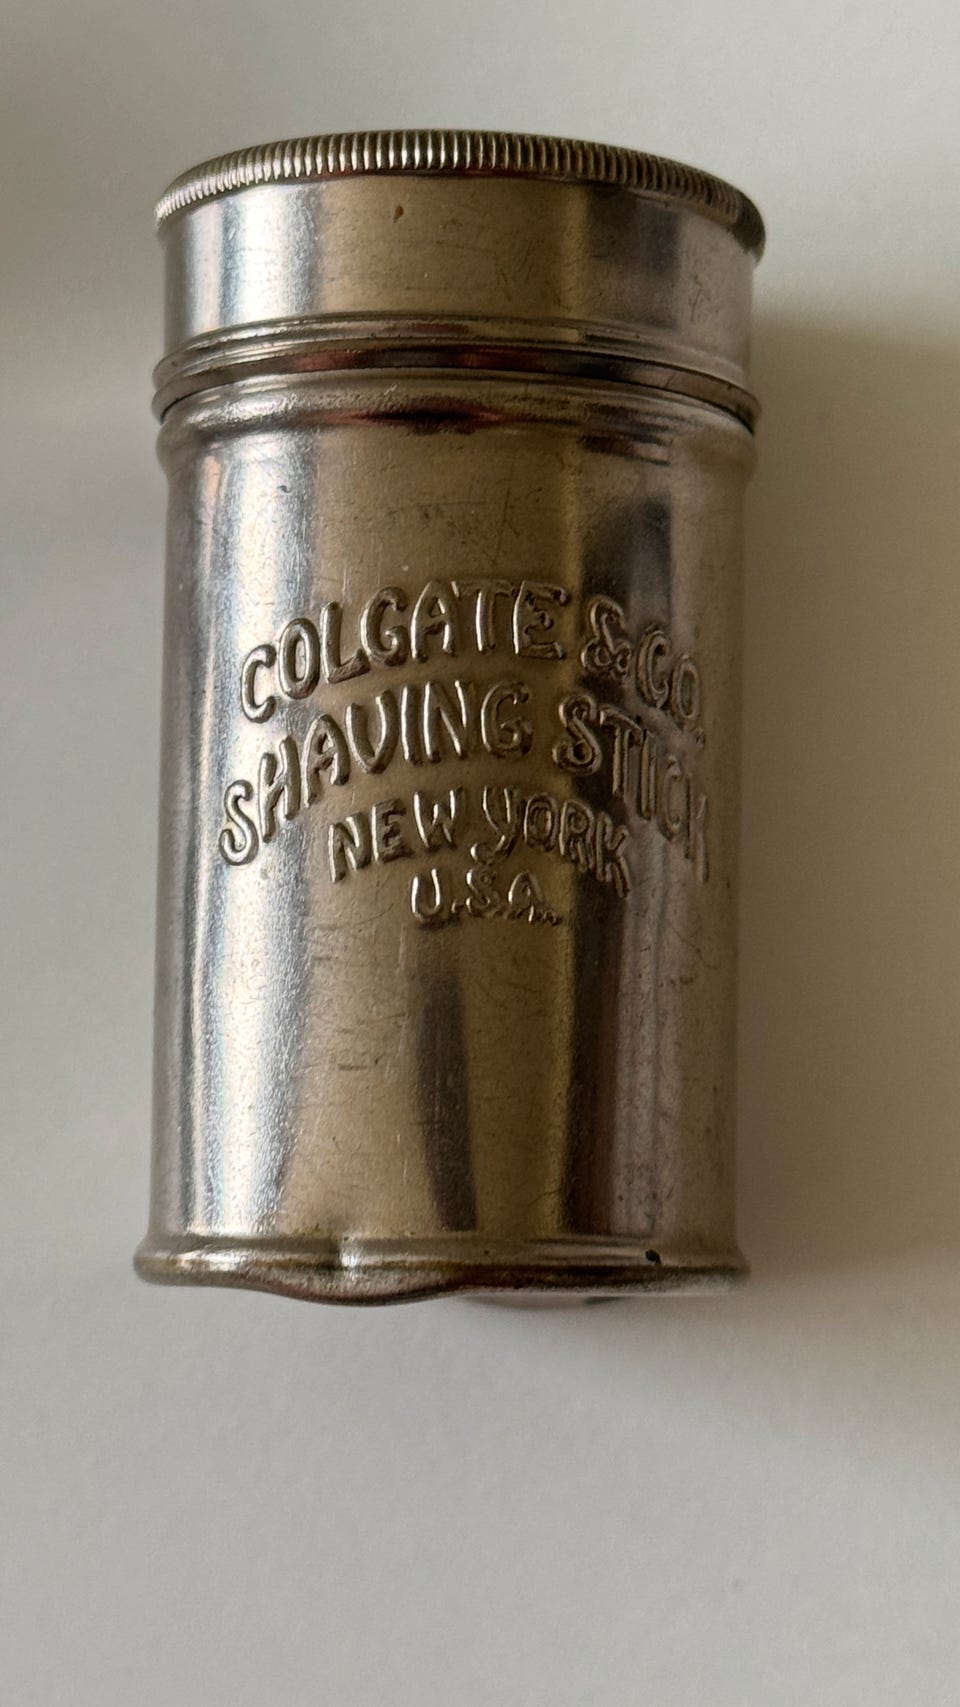 COLGATE & CO.
SHAVING STICK
NEW YORK
U.S.A.